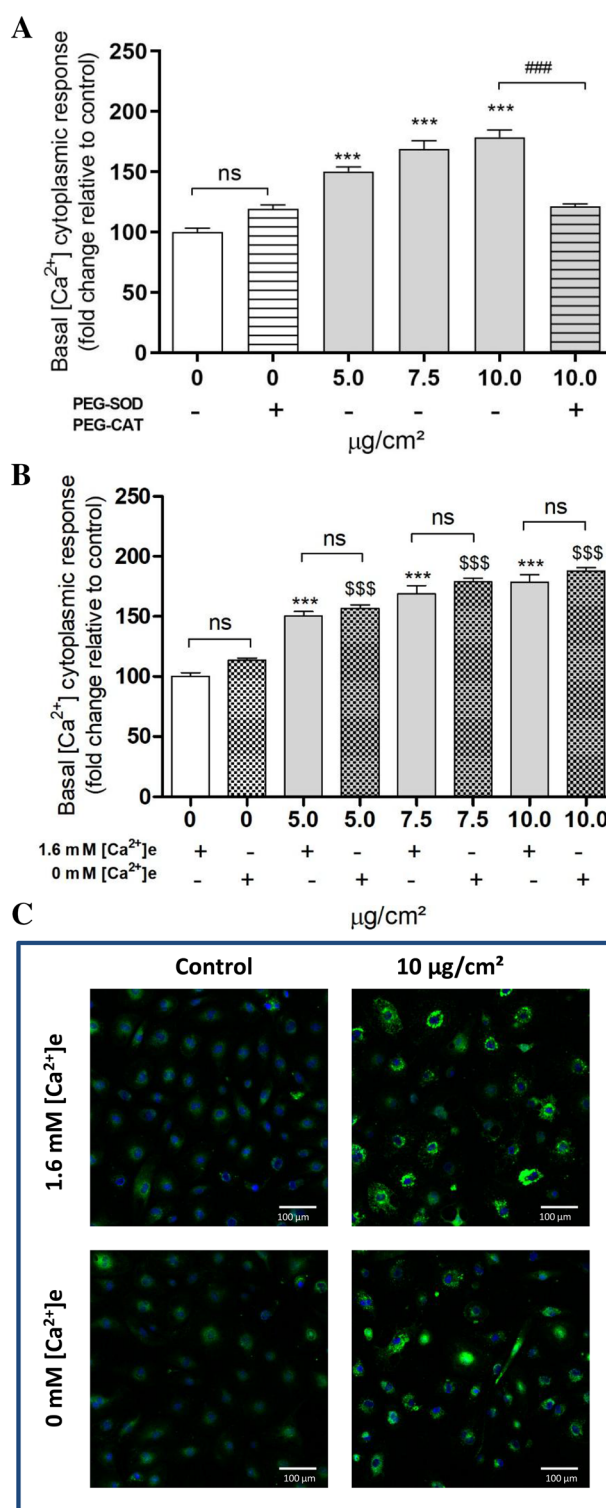 A
Basal [Ca²⁺] cytoplasmic response
(fold change relative to control)
250
200
150
100
50
0
ns
***
***
***
###
0 0 5.0 7.5 10.0 10.0
PEG-SOD
PEG-CAT
- + - - - +
µg/cm²
B
Basal [Ca²⁺] cytoplasmic response
(fold change relative to control)
250
200
150
100
50
0
ns
ns
ns
ns
*** $$$ *** $$$ *** $$$
0 0 5.0 5.0 7.5 7.5 10.0 10.0
1.6 mM [Ca²⁺]e + - + - + - + -
0 mM [Ca²⁺]e - + - + - + - +
µg/cm²
C
Control 10 µg/cm²
1.6 mM [Ca²⁺]e
100 µm 100 µm
0 mM [Ca²⁺]e
100 µm 100 µm